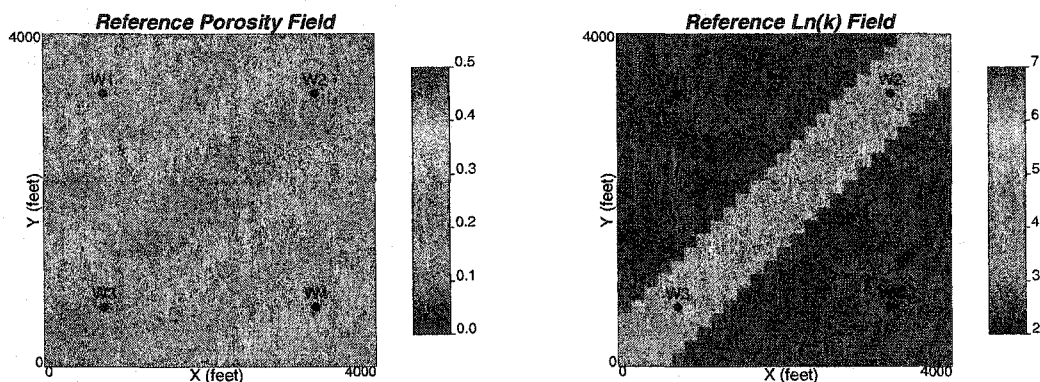 Reference Porosity Field
4000
W1
W2
Y (feet)
W3
W4
0
0
X (feet)
4000
0.5
0.4
0.3
0.2
0.1
0.0
Reference Ln(k) Field
4000
W2
Y (feet)
W3
0
0
X (feet)
4000
7
6
5
4
3
2